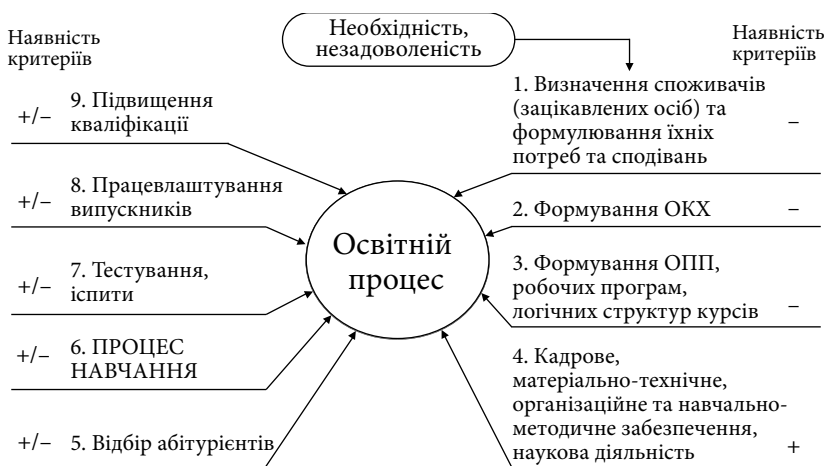 Необхідність,
незадоволеність
Наявність
критеріїв
Наявність
критеріїв
+/– 9. Підвищення
кваліфікації
+/– 8. Працевлаштування
випускників
+/– 7. Тестування,
іспити
+/– 6. ПРОЦЕС
НАВЧАННЯ
+/– 5. Відбір абітурієнтів
Освітній
процес
1. Визначення споживачів
(зацікавлених осіб) та
формулювання їхніх –
потреб та сподівань
2. Формування ОКХ –
3. Формування ОПП,
робочих програм,
логічних структур курсів –
4. Кадрове,
матеріально-технічне,
організаційне та навчально-
методичне забезпечення,
наукова діяльність +